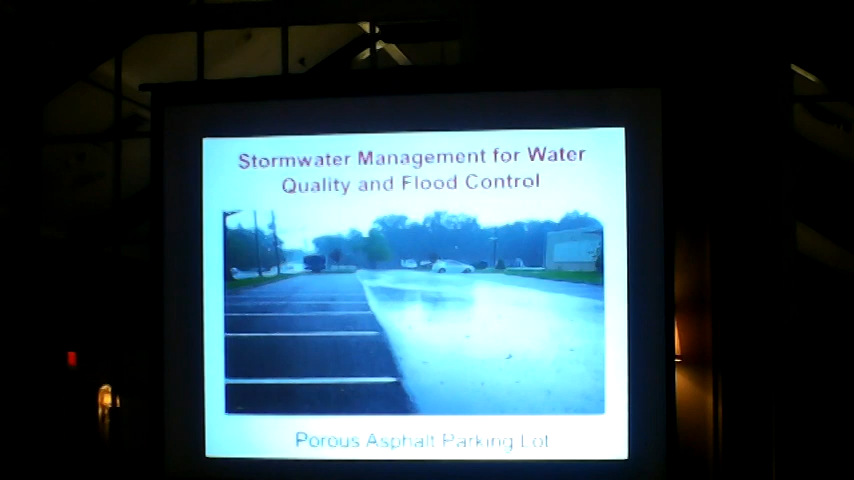 Stormwater Management for Water
Quality and Flood Control
Porous Asphalt Parking Lot